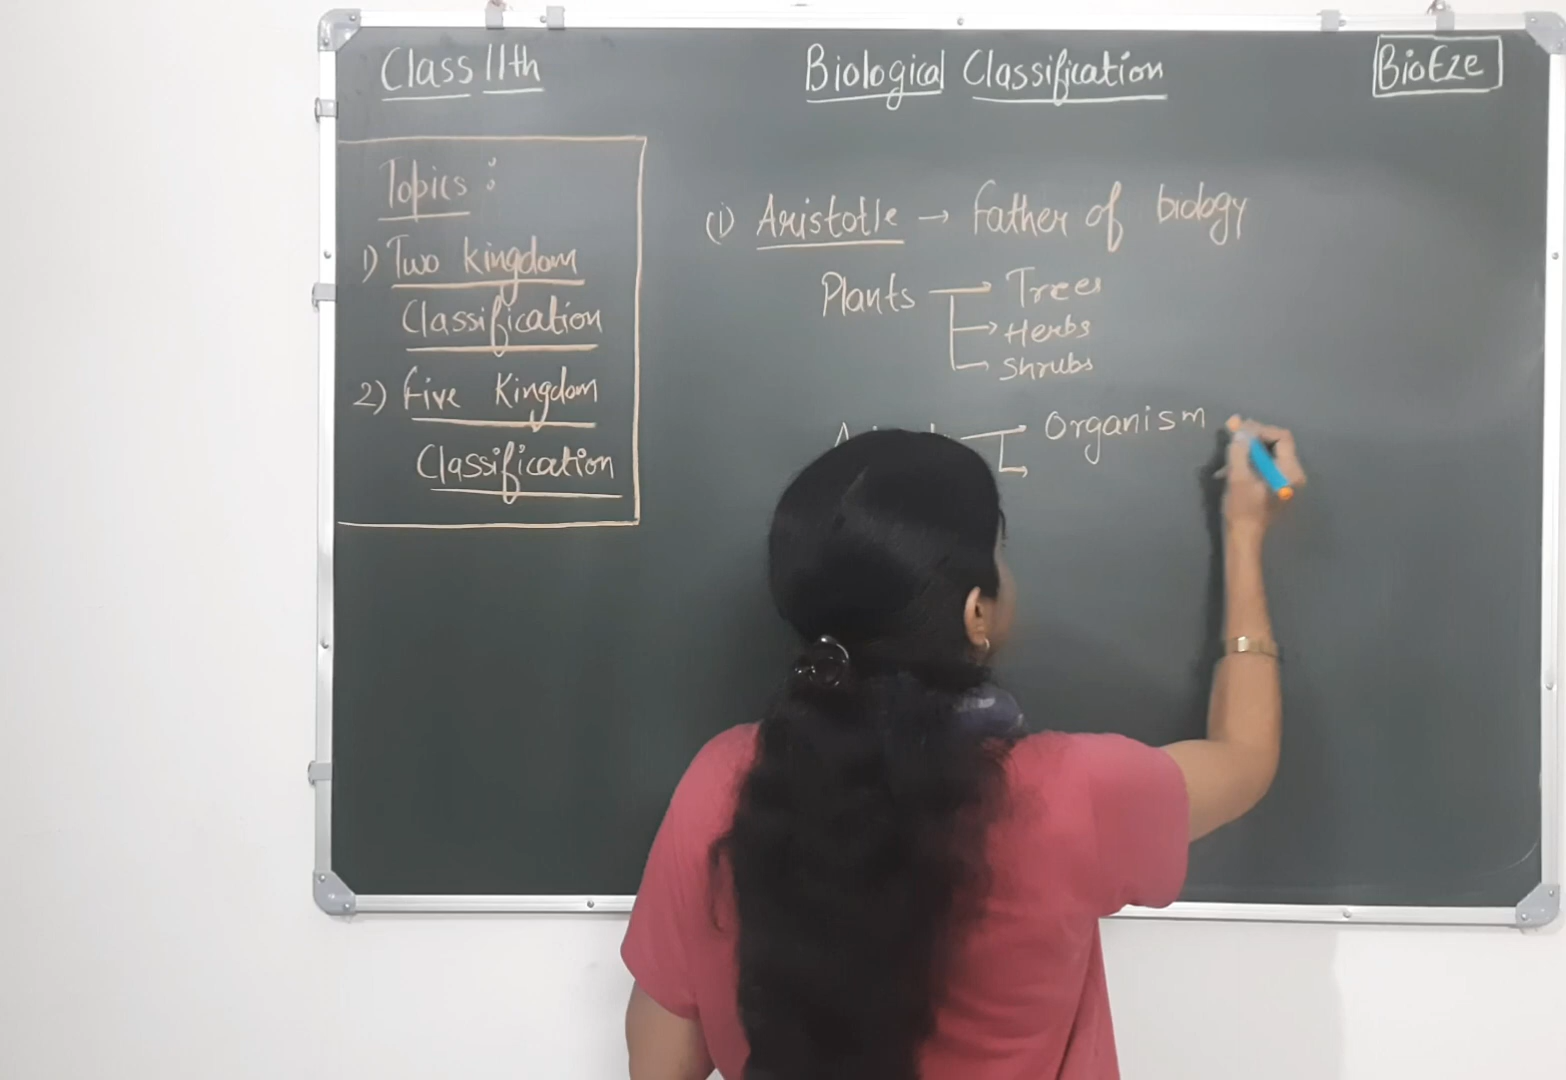 Class 11th
Biological Classification
BioEze
Topics :
1) Two kingdom
Classification
2) Five Kingdom
Classification
(i) Aristotle → Father of biology
Plants → Trees
→ Herbs
→ Shrubs
→ Organism